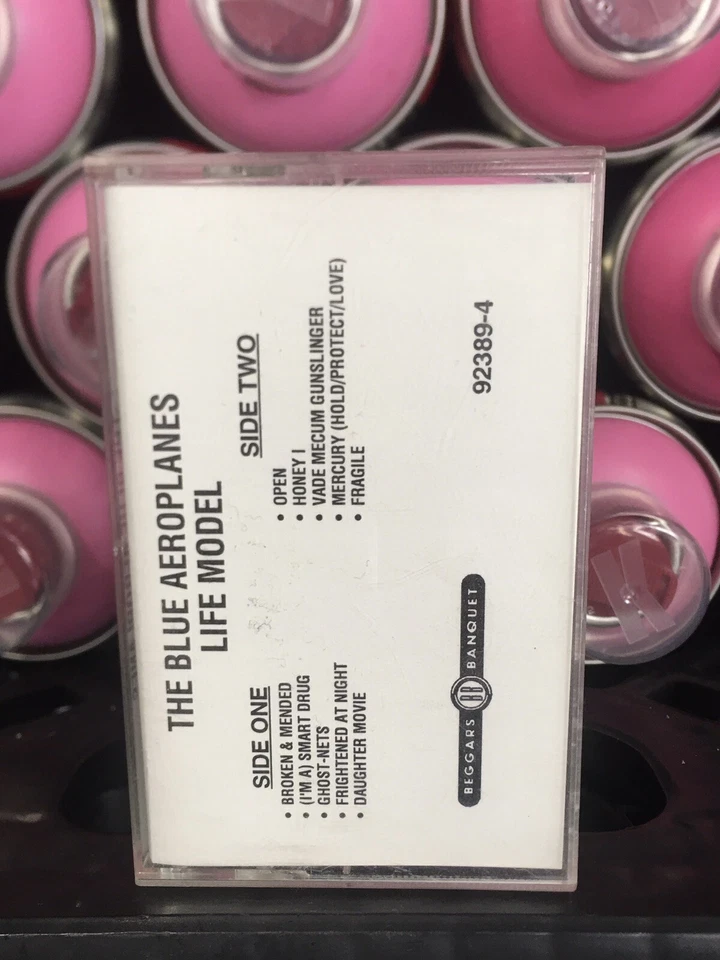 THE BLUE AEROPLANES
LIFE MODEL
SIDE ONE
• BROKEN & MENDED
• (I'M A) SMART DRUG
• GHOST-NETS
• FRIGHTENED AT NIGHT
• DAUGHTER MOVIE
SIDE TWO
• OPEN
• HONEY I
• VADE MECUM GUNSLINGER
• MERCURY (HOLD/PROTECT/LOVE)
• FRAGILE
BEGGARS BB BANQUET
92389-4